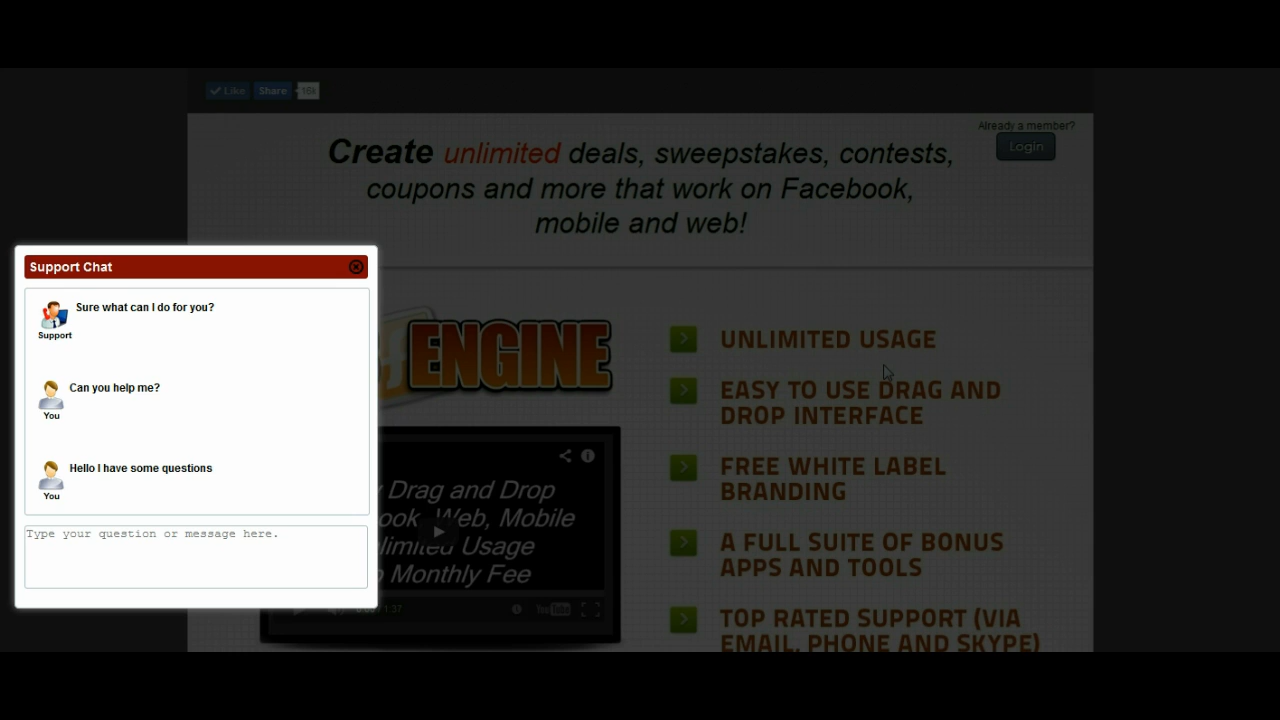 Like Share 16k
Already a member?
Login
Create unlimited deals, sweepstakes, contests,
coupons and more that work on Facebook,
mobile and web!
Support Chat
Sure what can I do for you?
Support
Can you help me?
You
Hello I have some questions
You
Type your question or message here.
ENGINE
Drag and Drop
Web, Mobile
Usage
Monthly Fee
1:37
YouTube
UNLIMITED USAGE
EASY TO USE DRAG AND
DROP INTERFACE
FREE WHITE LABEL
BRANDING
A FULL SUITE OF BONUS
APPS AND TOOLS
TOP RATED SUPPORT (VIA
EMAIL, PHONE AND SKYPE)